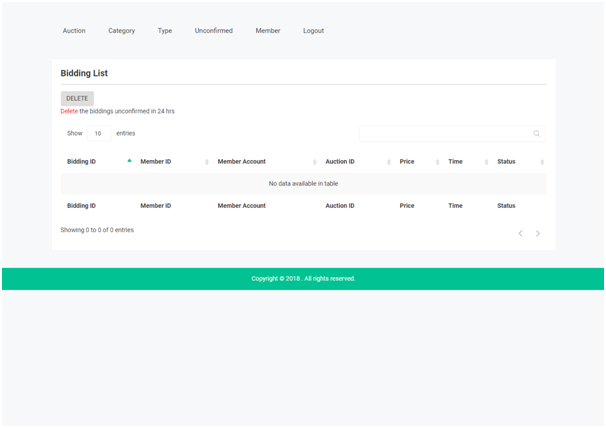 Auction Category Type Unconfirmed Member Logout
Bidding List
DELETE
Delete the biddings unconfirmed in 24 hrs
Show 10 entries
Bidding ID Member ID Member Account Auction ID Price Time Status
No data available in table
Bidding ID Member ID Member Account Auction ID Price Time Status
Showing 0 to 0 of 0 entries
Copyright © 2018 . All rights reserved.